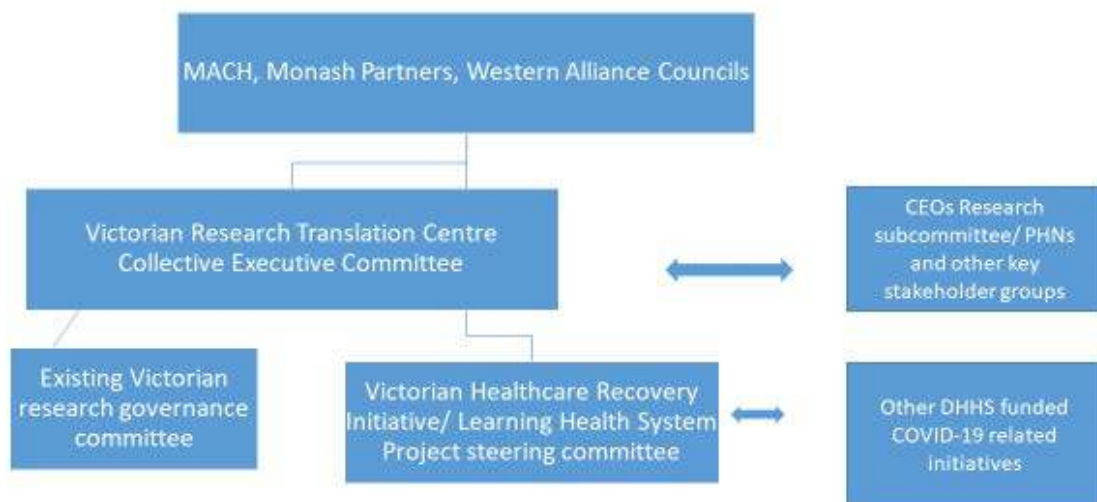 MACH, Monash Partners, Western Alliance Councils
Victorian Research Translation Centre
Collective Executive Committee
CEOs Research
subcommittee/ PHNs
and other key
stakeholder groups
Existing Victorian
research governance
committee
Victorian Healthcare Recovery
Initiative/ Learning Health System
Project steering committee
Other DHHS funded
COVID-19 related
initiatives